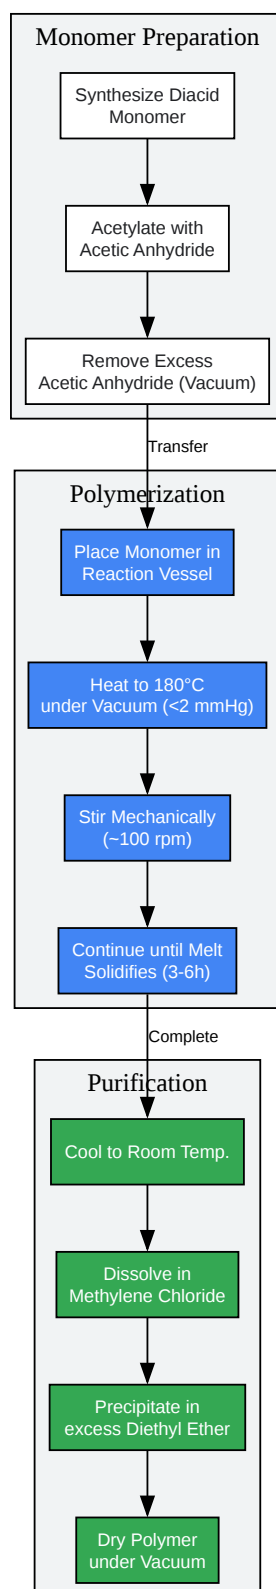 Monomer Preparation
Synthesize Diacid
Monomer
Acetylate with
Acetic Anhydride
Remove Excess
Acetic Anhydride (Vacuum)
Transfer
Polymerization
Place Monomer in
Reaction Vessel
Heat to 180°C
under Vacuum (<2 mmHg)
Stir Mechanically
(~100 rpm)
Continue until Melt
Solidifies (3-6h)
Complete
Purification
Cool to Room Temp.
Dissolve in
Methylene Chloride
Precipitate in
excess Diethyl Ether
Dry Polymer
under Vacuum